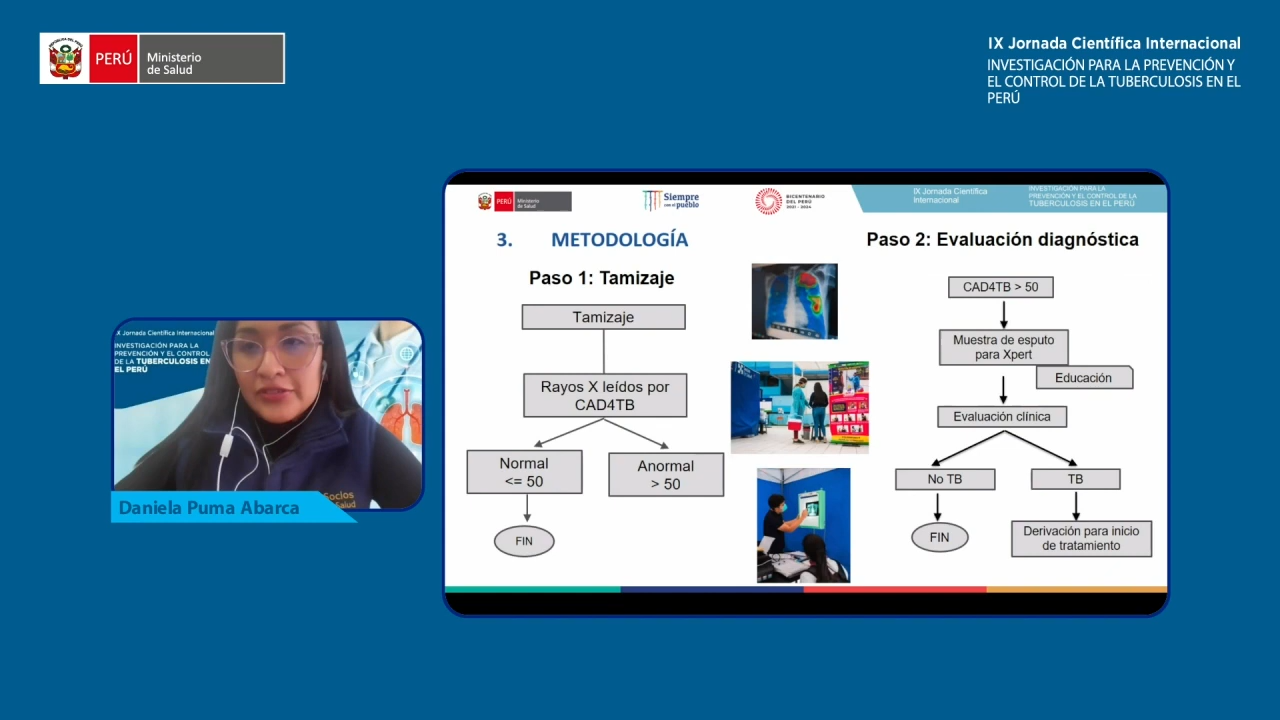 PERÚ
Ministerio
de Salud
IX Jornada Científica Internacional
INVESTIGACIÓN PARA LA PREVENCIÓN Y
EL CONTROL DE LA TUBERCULOSIS EN EL
PERÚ
PERÚ
Ministerio
de Salud
Siempre
con el pueblo
BICENTENARIO
DEL PERÚ
2021 - 2024
IX Jornada Científica
Internacional
INVESTIGACIÓN PARA LA
PREVENCIÓN Y EL CONTROL DE LA
TUBERCULOSIS EN EL PERÚ
3. METODOLOGÍA
Paso 1: Tamizaje
Tamizaje
Rayos X leídos por
CAD4TB
Normal
<= 50
Anormal
> 50
FIN
Paso 2: Evaluación diagnóstica
CAD4TB > 50
Muestra de esputo
para Xpert
Educación
Evaluación clínica
No TB
TB
FIN
Derivación para inicio
de tratamiento
X Jornada Científica Internacional
INVESTIGACIÓN PARA LA
PREVENCIÓN Y EL CONTROL
DE LA TUBERCULOSIS EN
EL PERÚ
Socios
Salud
Daniela Puma Abarca